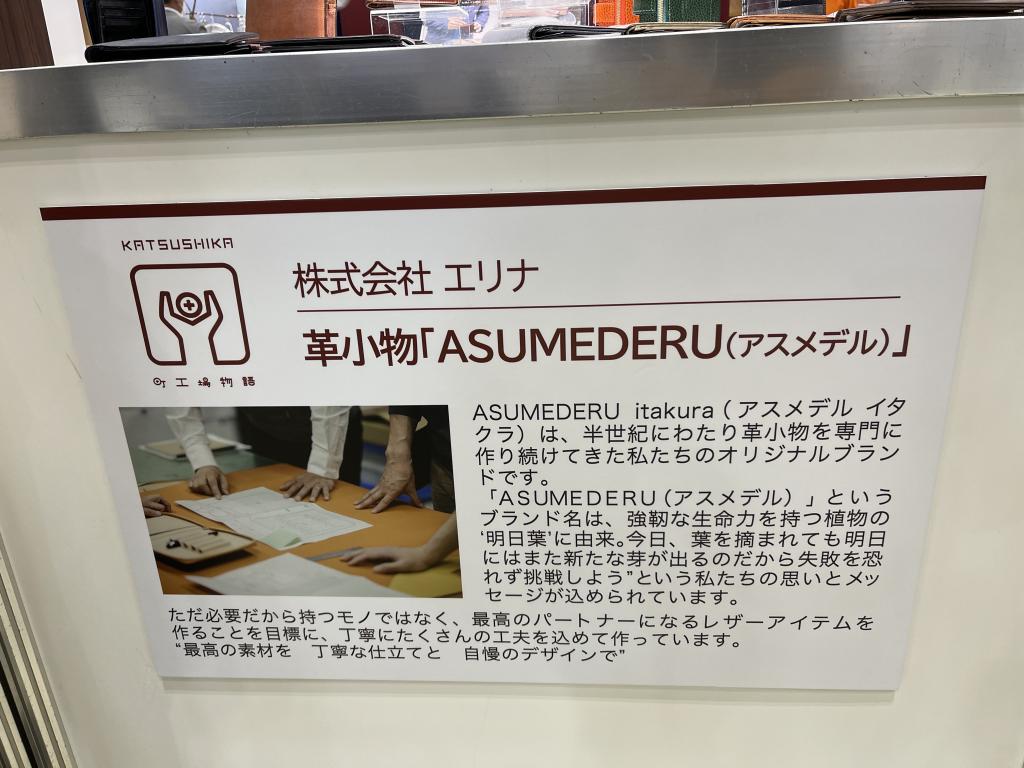 KATSUSHIKA
町工場物語
株式会社 エリナ
革小物「ASUMEDERU(アスメデル)」
ASUMEDERU itakura(アスメデル イタ
クラ)は、半世紀にわたり革小物を専門に
作り続けてきた私たちのオリジナルブラン
ドです。
「ASUMEDERU(アスメデル)」という
ブランド名は、強靭な生命力を持つ植物の
‘明日葉’に由来。今日、葉を摘まれても明日
にはまた新たな芽が出るのだから失敗を恐
れず挑戦しよう”という私たちの思いとメッ
セージが込められています。
ただ必要だから持つモノではなく、最高のパートナーになるレザーアイテムを
作ることを目標に、丁寧にたくさんの工夫を込めて作っています。
“最高の素材を 丁寧な仕立てと 自慢のデザインで”